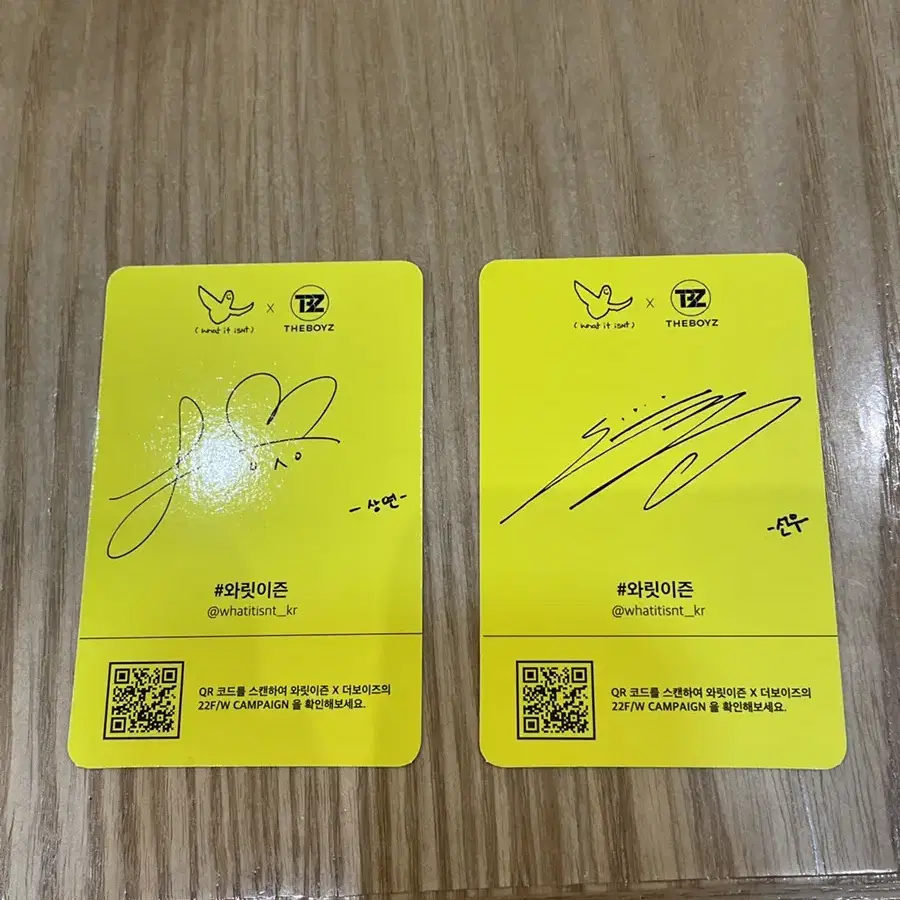 (what it isNt) X TBZ THEBOYZ
-상연-
#와릿이즌
@whatitisnt_kr
QR 코드를 스캔하여 와릿이즌 X 더보이즈의
22F/W CAMPAIGN 을 확인해보세요.
(what it isNt) X TBZ THEBOYZ
-선우
#와릿이즌
@whatitisnt_kr
QR 코드를 스캔하여 와릿이즌 X 더보이즈의
22F/W CAMPAIGN 을 확인해보세요.